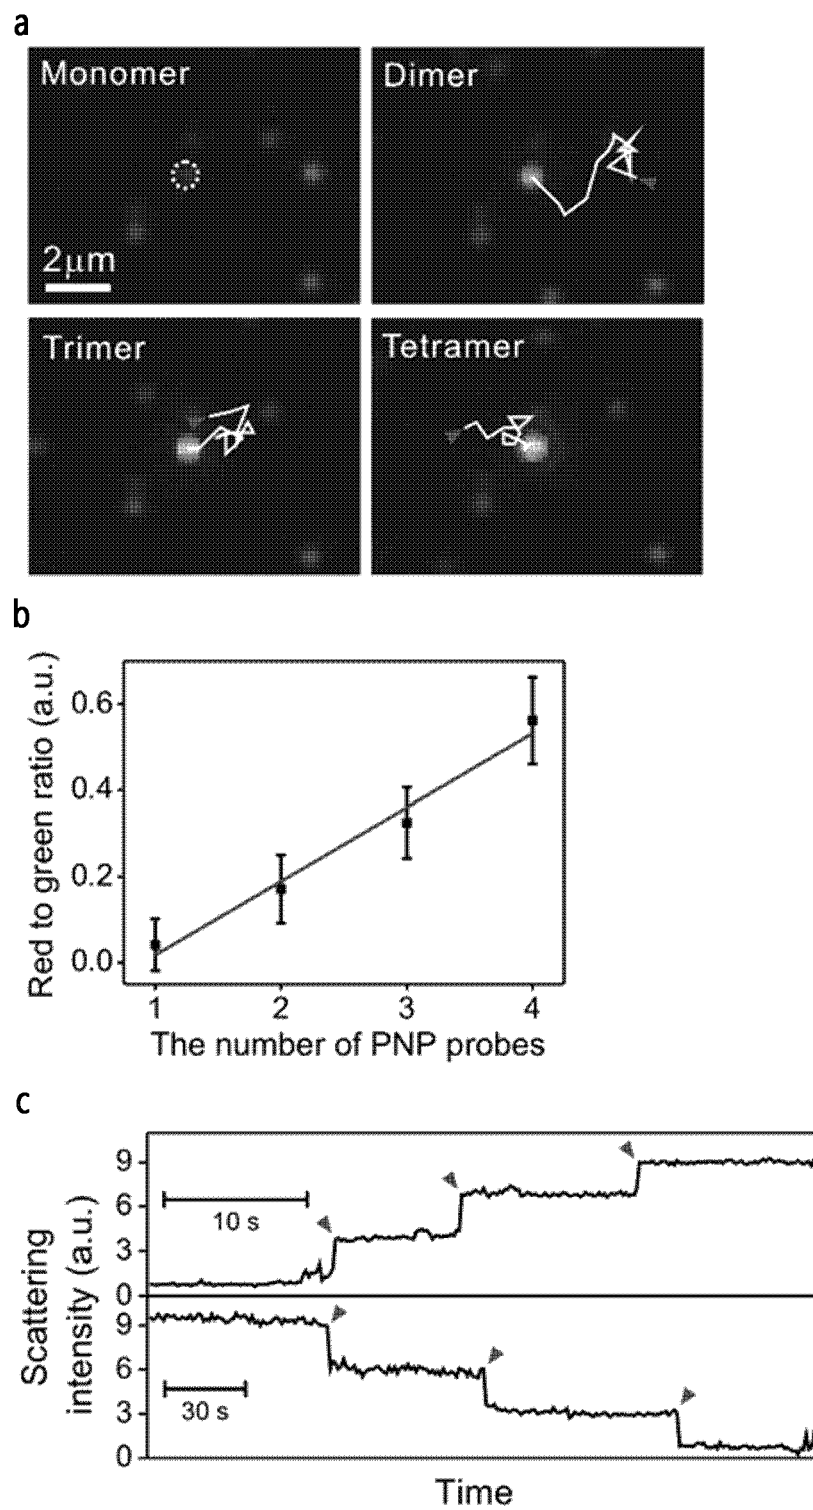 a
Monomer
Dimer
2μm
Trimer
Tetramer
b
Red to green ratio (a.u.)
0.6
0.4
0.2
0.0
1 2 3 4
The number of PNP probes
c
Scattering
intensity (a.u.)
9
6
3
0
10 s
9
6
3
0
30 s
Time